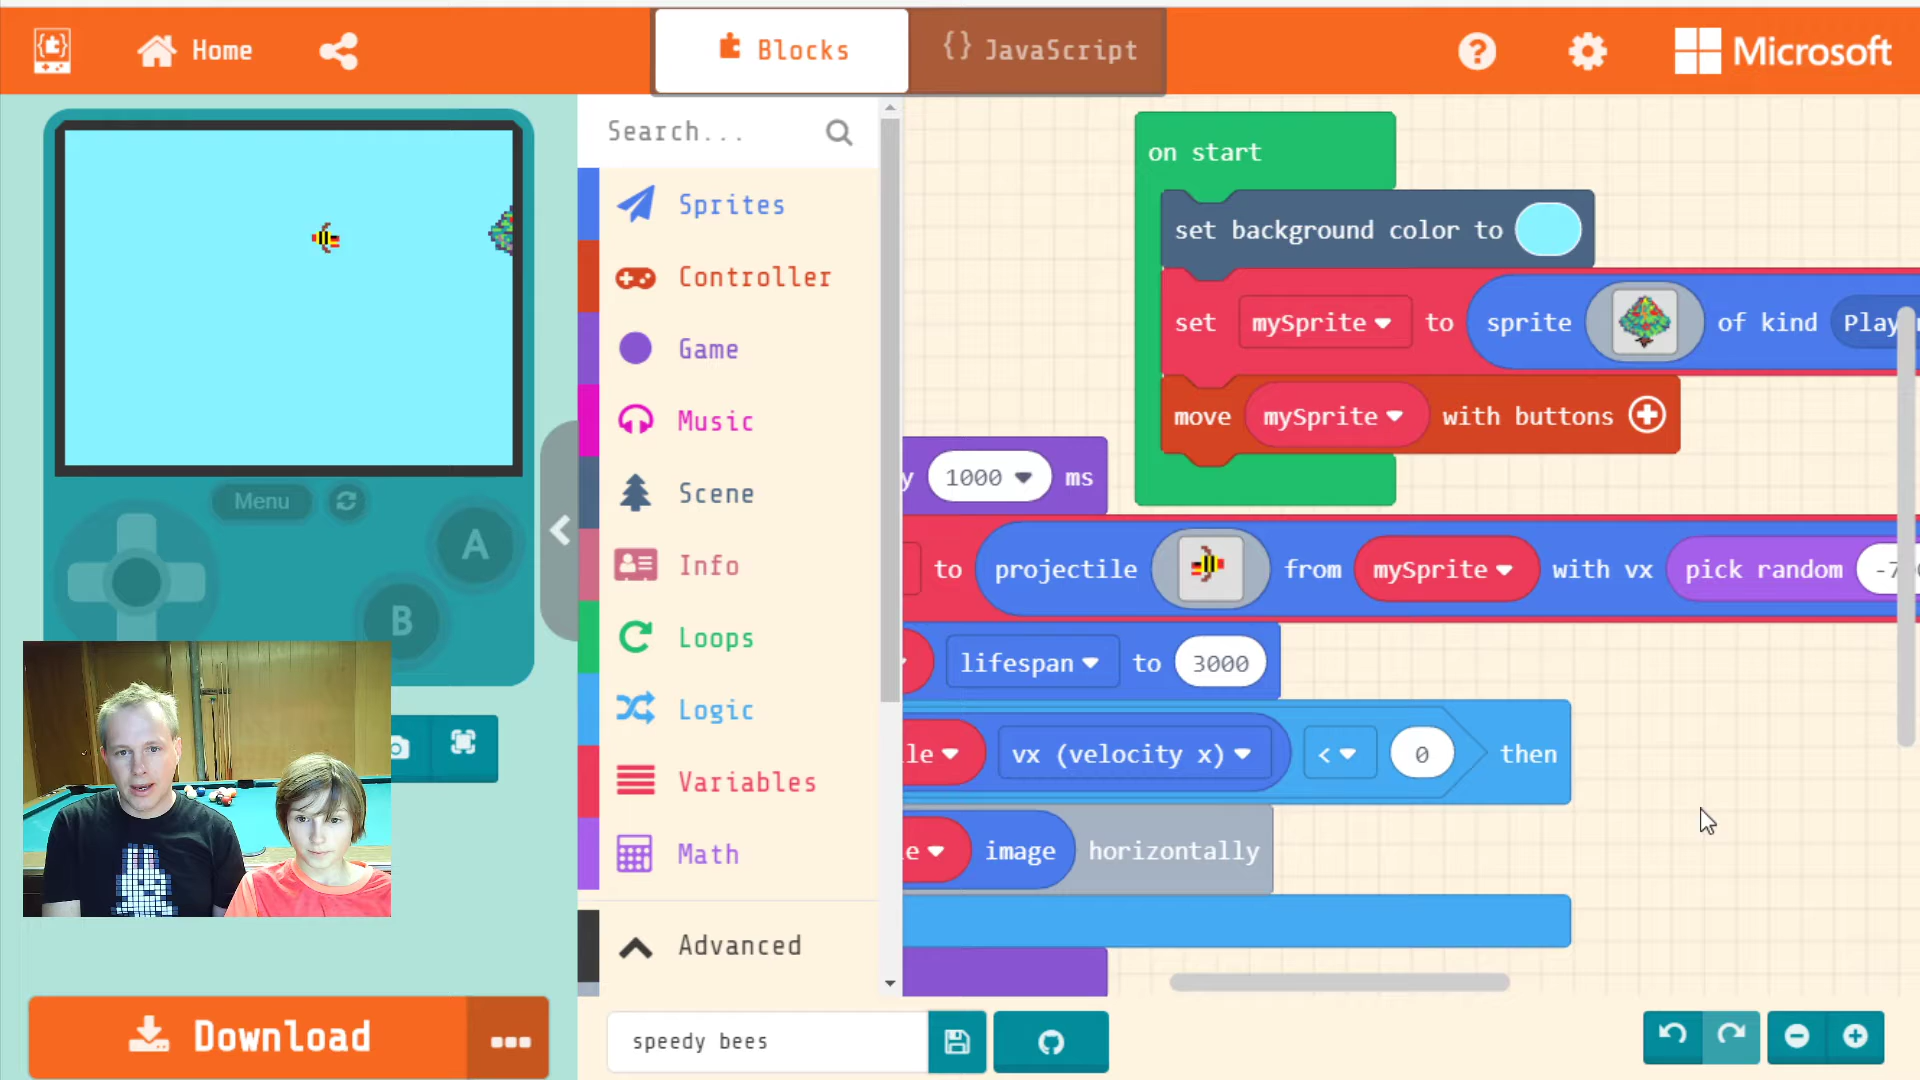 Home
Blocks
{} JavaScript
Microsoft
Search...
Sprites
Controller
Game
Music
Scene
Info
Loops
Logic
Variables
Math
Advanced
Menu
A
B
on start
set background color to
set mySprite to sprite of kind Play
move mySprite with buttons
y 1000 ms
to projectile from mySprite with vx pick random
lifespan to 3000
le vx (velocity x) < 0 then
e image horizontally
Download
speedy bees